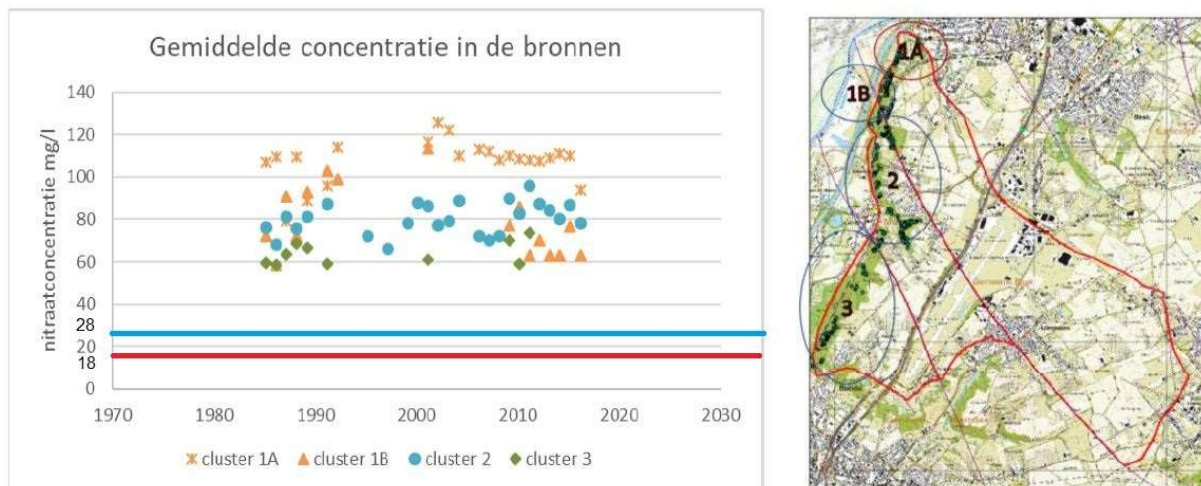 Gemiddelde concentratie in de bronnen
nitraatconcentratie mg/l
140
120
100
80
60
40
28
20
18
0
1970 1980 1990 2000 2010 2020 2030
cluster 1A cluster 1B cluster 2 cluster 3
1A
1B
2
3